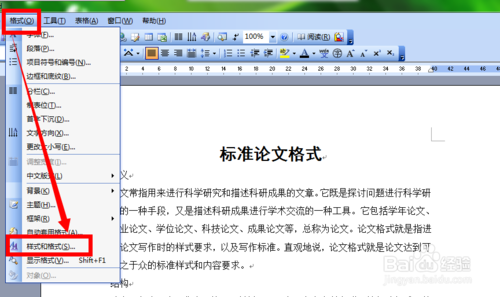 格式(O) 工具(T) 表格(A) 窗口(W) 帮助(H)
字体(F)...
段落(P)...
项目符号和编号(N)...
边框和底纹(B)...
分栏(C)...
制表位(T)...
首字下沉(D)...
文字方向(X)...
更改大小写(E)...
调整宽度(I)...
中文版式(L)
背景(K)
主题(H)...
框架(R)
自动套用格式(A)...
样式和格式(S)...
显示格式(V)... Shift+F1
对象(O)...
100%
阅读(R)
标准论文格式
义
文常指用来进行科学研究和描述科研成果的文章。它既是探讨问题进行科学研
的一种手段，又是描述科研成果进行学术交流的一种工具。它包括学年论文、
业论文、学位论文、科技论文、成果论文等，总称为论文。论文格式就是指进
论文写作时的样式要求，以及写作标准。直观地说，论文格式就是论文达到可
之于众的标准样式和内容要求。
结构
Baidu 经验